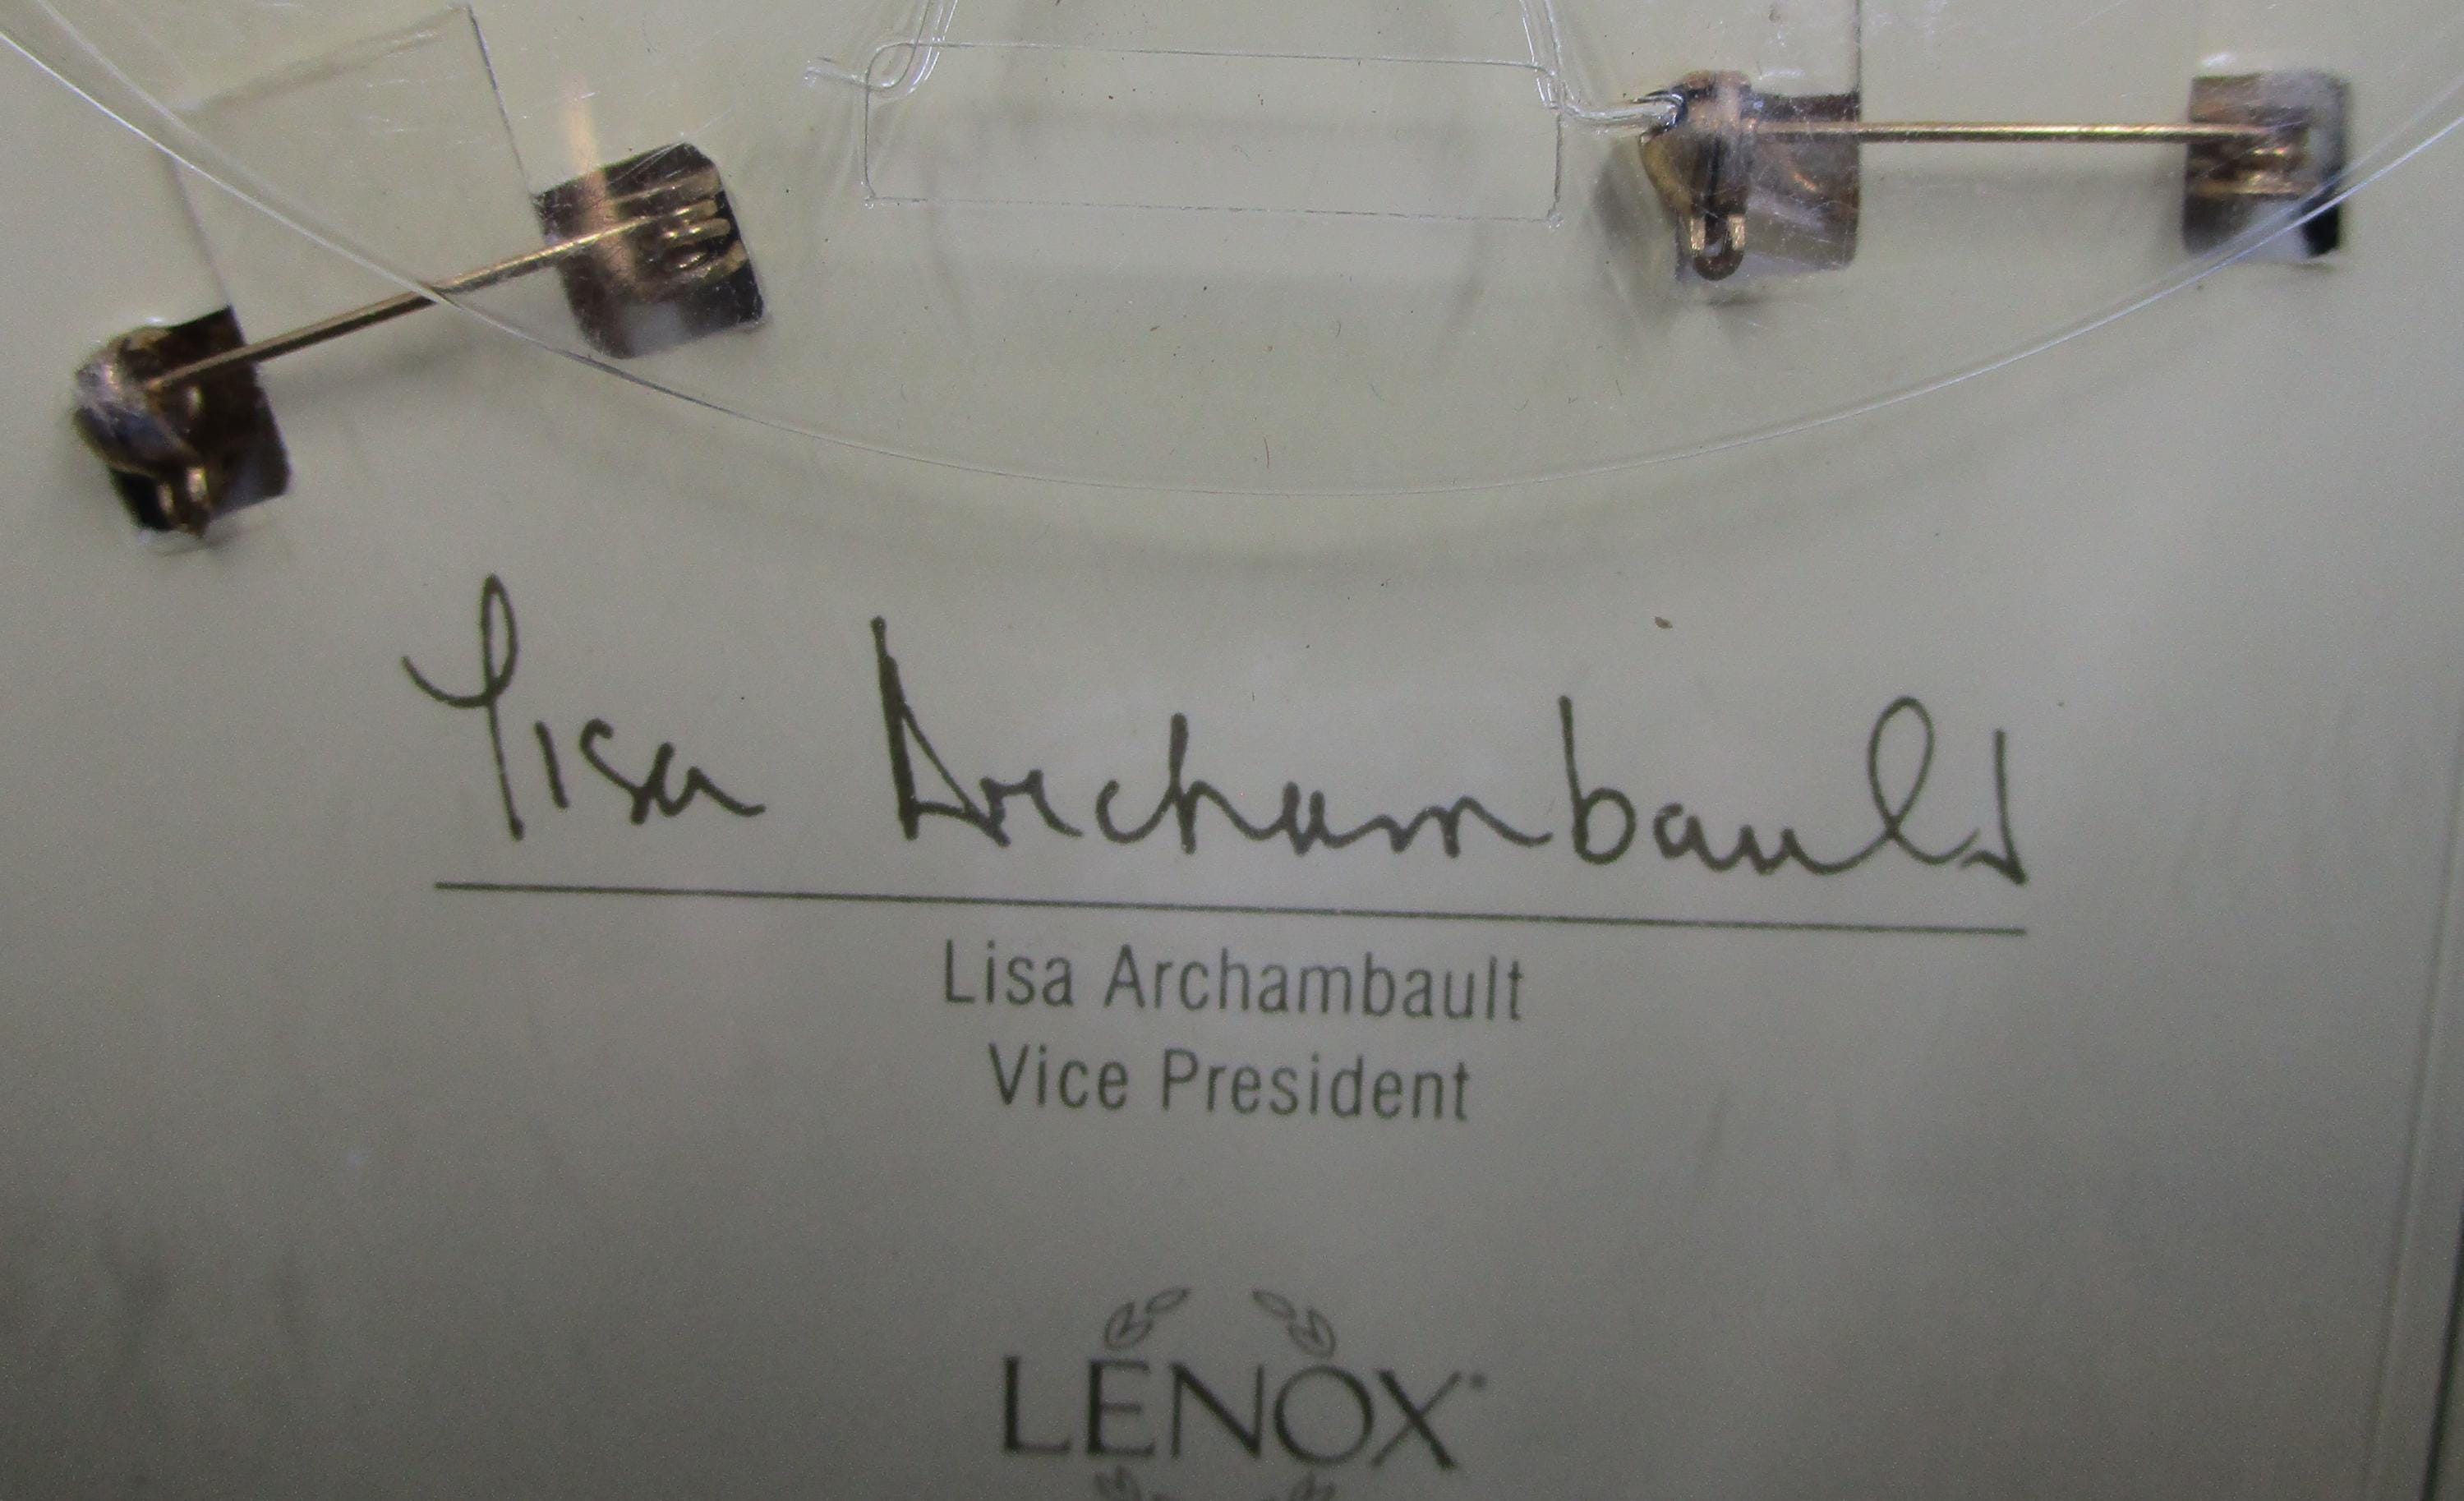 Lisa Archambault
Lisa Archambault
Vice President
LENOX®